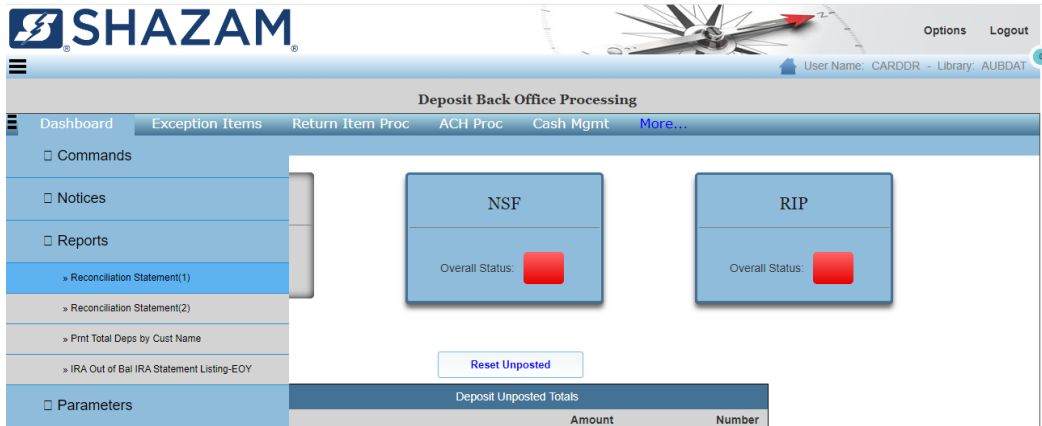 SHAZAM®
Options Logout
User Name: CARDDR - Library: AUBDAT
Deposit Back Office Processing
Dashboard Exception Items Return Item Proc ACH Proc Cash Mgmt More...
Commands
Notices
Reports
» Reconciliation Statement(1)
» Reconciliation Statement(2)
» Prnt Total Deps by Cust Name
» IRA Out of Bal IRA Statement Listing-EOY
Parameters
NSF
Overall Status:
RIP
Overall Status:
Reset Unposted
Deposit Unposted Totals
Amount Number